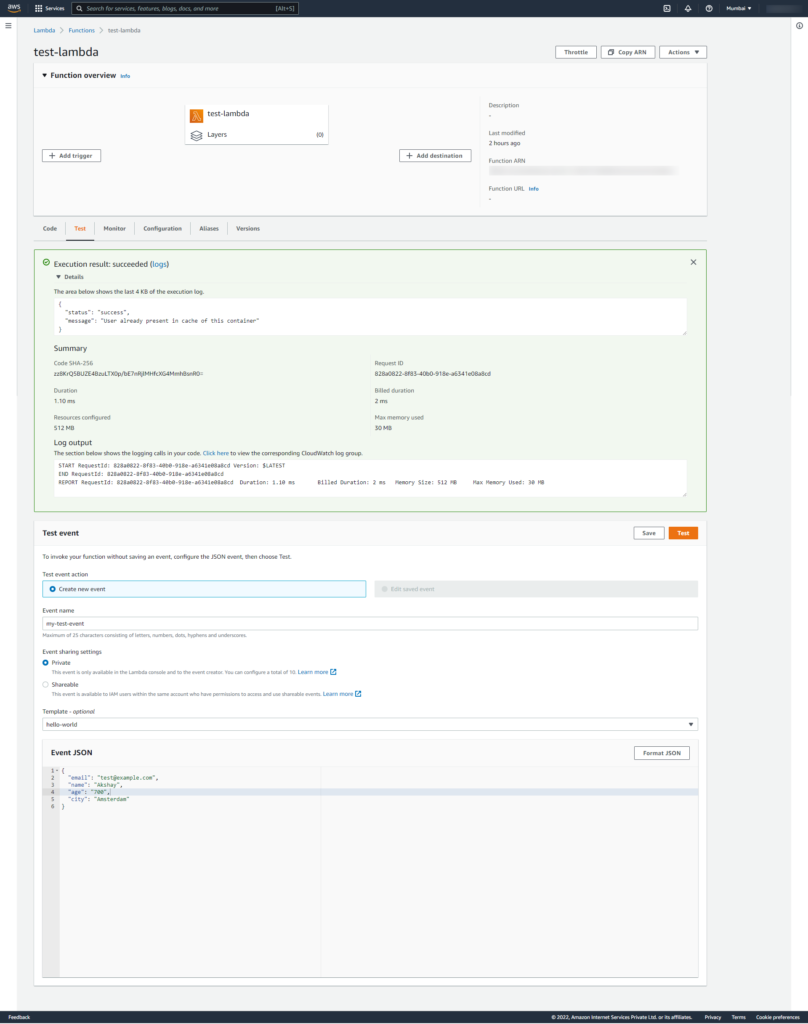 aws Services Search for services, features, blogs, docs, and more [Alt+S] Mumbai
Lambda Functions test-lambda
test-lambda
Throttle Copy ARN Actions
Function overview Info
test-lambda
Layers (0)
+ Add trigger
+ Add destination
Description
-
Last modified
2 hours ago
Function ARN
Function URL Info
-
Code Test Monitor Configuration Aliases Versions
Execution result: succeeded (logs)
Details
The area below shows the last 4 KB of the execution log.
{
"status": "success",
"message": "User already present in cache of this container"
}
Summary
Code SHA-256 Request ID
828a0822-8f83-40b0-918e-a6341e08a8cd
Duration Billed duration
1.10 ms 2 ms
Resources configured Max memory used
512 MB 30 MB
Log output
The section below shows the logging calls in your code. Click here to view the corresponding CloudWatch log group.
START RequestId: 828a0822-8f83-40b0-918e-a6341e08a8cd Version: $LATEST
END RequestId: 828a0822-8f83-40b0-918e-a6341e08a8cd
REPORT RequestId: 828a0822-8f83-40b0-918e-a6341e08a8cd Duration: 1.10 ms Billed Duration: 2 ms Memory Size: 512 MB Max Memory Used: 30 MB
Test event
Save Test
To invoke your function without saving an event, configure the JSON event, then choose Test.
Test event action
Create new event Edit saved event
Event name
my-test-event
Maximum of 25 characters consisting of letters, numbers, dots, hyphens and underscores.
Event sharing settings
Private
This event is only available in the Lambda console and to the event creator. You can configure a total of 10. Learn more
Shareable
This event is available to IAM users within the same account who have permissions to access and use shareable events. Learn more
Template - optional
hello-world
Event JSON
Format JSON
1 {
2 "email": "test@example.com",
3 "name": "Akshay",
4 "age": "700",
5 "city": "Amsterdam"
6 }
Feedback © 2022, Amazon Internet Services Private Ltd. or its affiliates. Privacy Terms Cookie preferences